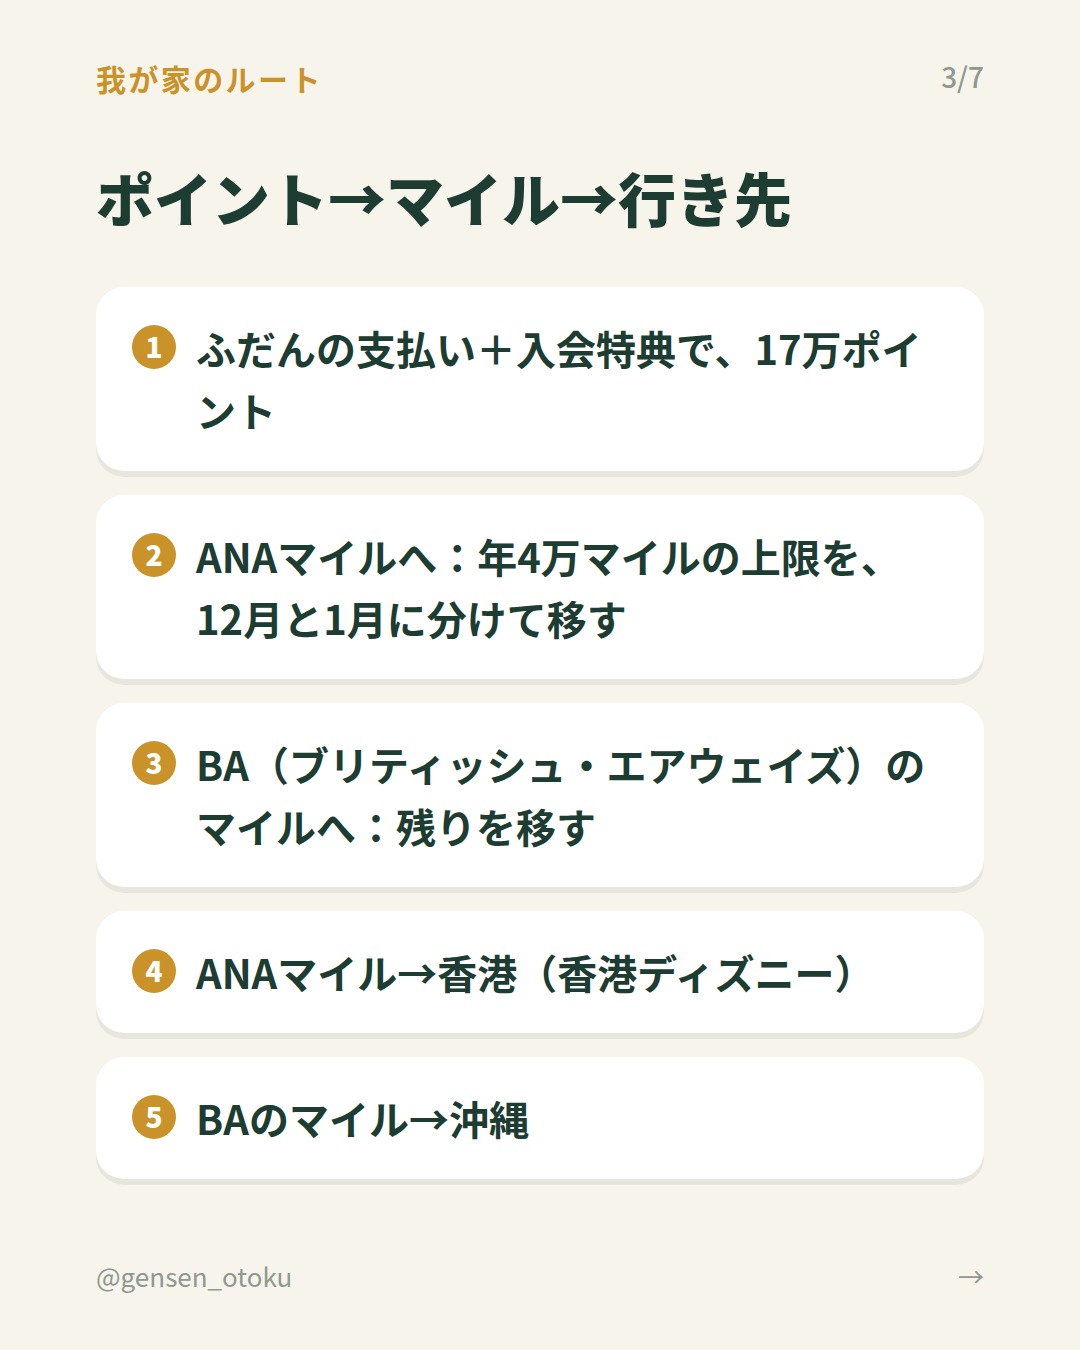 我が家のルート
3/7
ポイント→マイル→行き先
1 ふだんの支払い＋入会特典で、17万ポイ
ント
2 ANAマイルへ：年4万マイルの上限を、
12月と1月に分けて移す
3 BA（ブリティッシュ・エアウェイズ）の
マイルへ：残りを移す
4 ANAマイル→香港（香港ディズニー）
5 BAのマイル→沖縄
@gensen_otoku
→